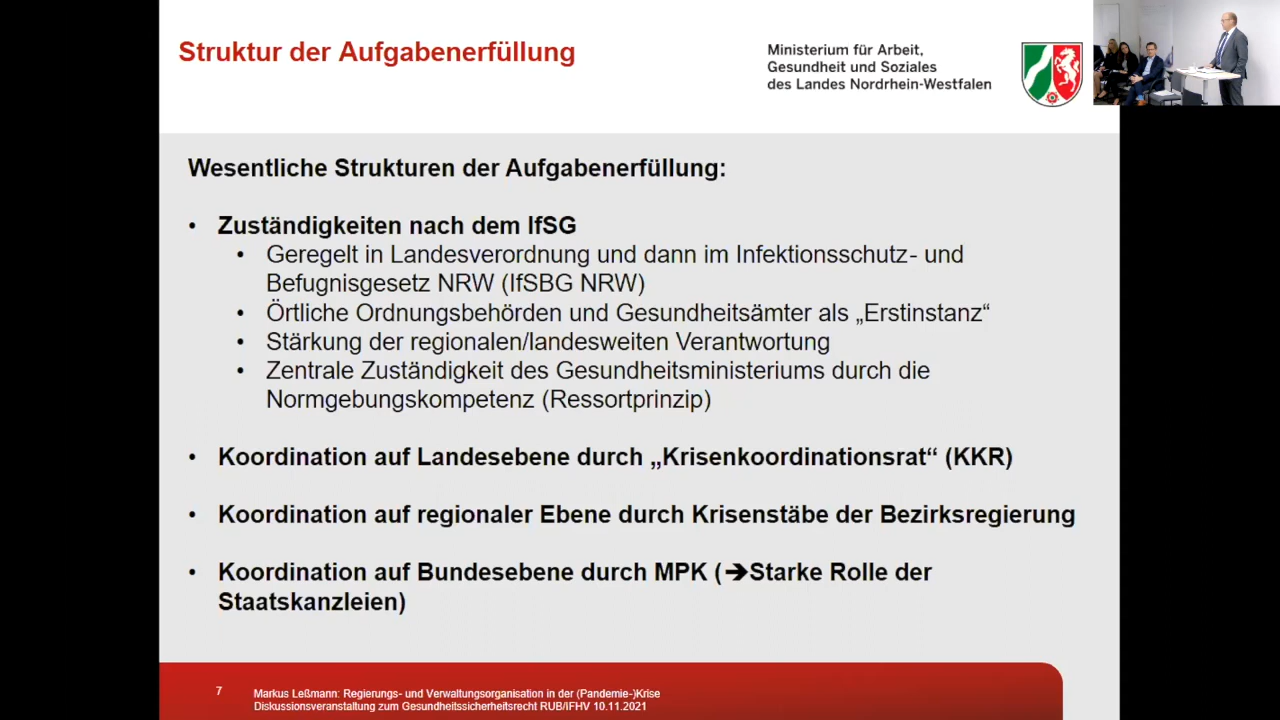 Struktur der Aufgabenerfüllung
Ministerium für Arbeit,
Gesundheit und Soziales
des Landes Nordrhein-Westfalen
Wesentliche Strukturen der Aufgabenerfüllung:
• Zuständigkeiten nach dem IfSG
• Geregelt in Landesverordnung und dann im Infektionsschutz- und
Befugnisgesetz NRW (IfSBG NRW)
• Örtliche Ordnungsbehörden und Gesundheitsämter als „Erstinstanz“
• Stärkung der regionalen/landesweiten Verantwortung
• Zentrale Zuständigkeit des Gesundheitsministeriums durch die
Normgebungskompetenz (Ressortprinzip)
• Koordination auf Landesebene durch „Krisenkoordinationsrat“ (KKR)
• Koordination auf regionaler Ebene durch Krisenstäbe der Bezirksregierung
• Koordination auf Bundesebene durch MPK (➔Starke Rolle der
Staatskanzleien)
7
Markus Leßmann: Regierungs- und Verwaltungsorganisation in der (Pandemie-)Krise
Diskussionsveranstaltung zum Gesundheitssicherheitsrecht RUB/IFHV 10.11.2021